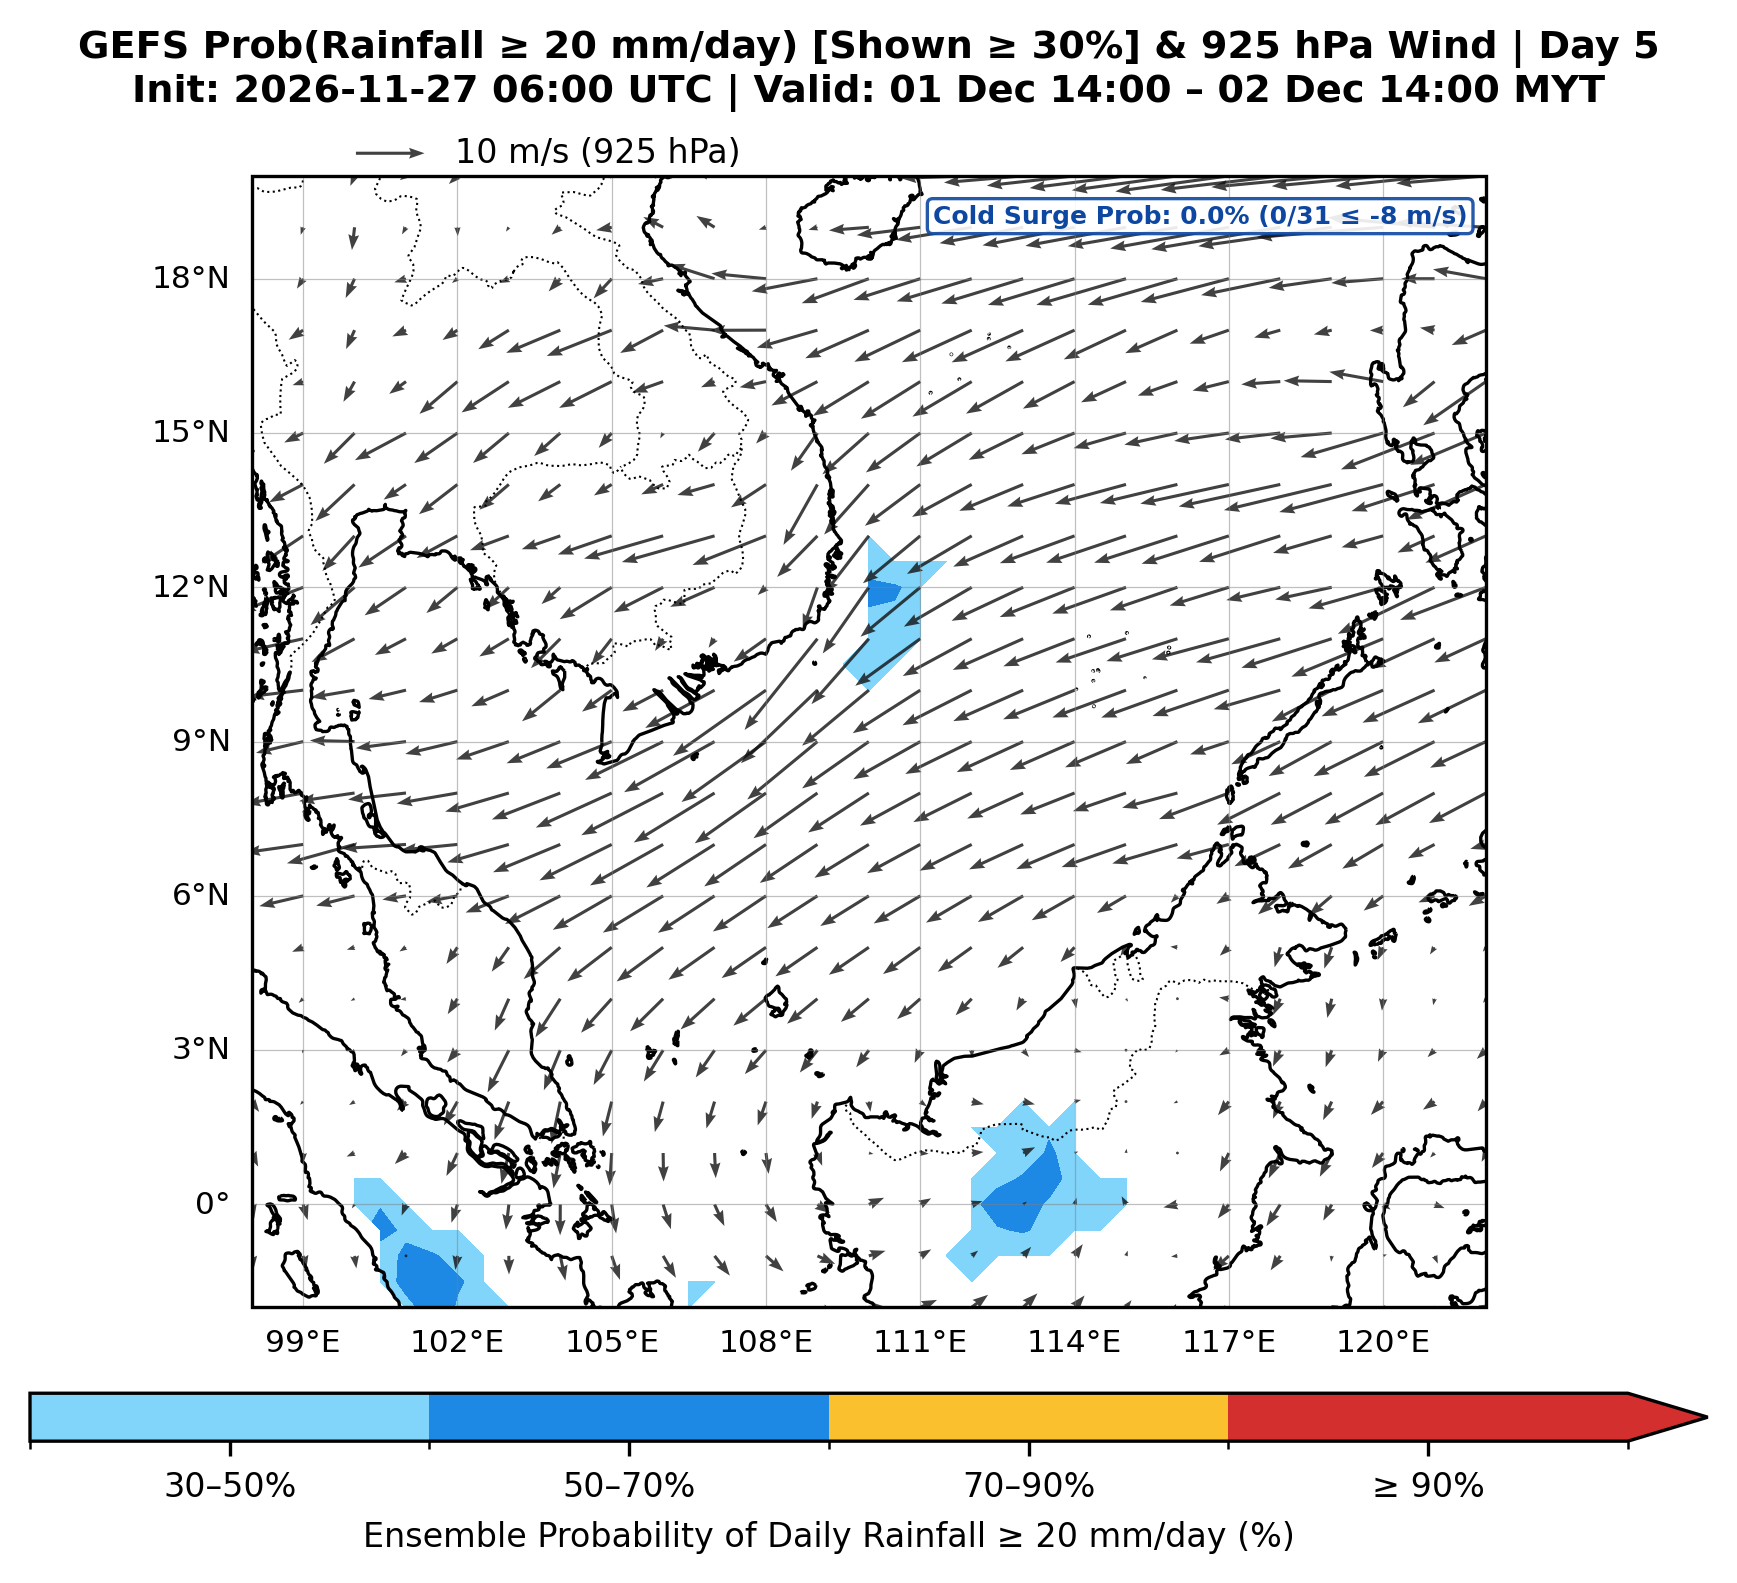 GEFS Prob(Rainfall ≥ 20 mm/day) [Shown ≥ 30%] & 925 hPa Wind | Day 5
Init: 2026-11-27 06:00 UTC | Valid: 01 Dec 14:00 – 02 Dec 14:00 MYT
10 m/s (925 hPa)
Cold Surge Prob: 0.0% (0/31 ≤ -8 m/s)
18°N
15°N
12°N
9°N
6°N
3°N
0°
99°E 102°E 105°E 108°E 111°E 114°E 117°E 120°E
30–50% 50–70% 70–90% ≥ 90%
Ensemble Probability of Daily Rainfall ≥ 20 mm/day (%)